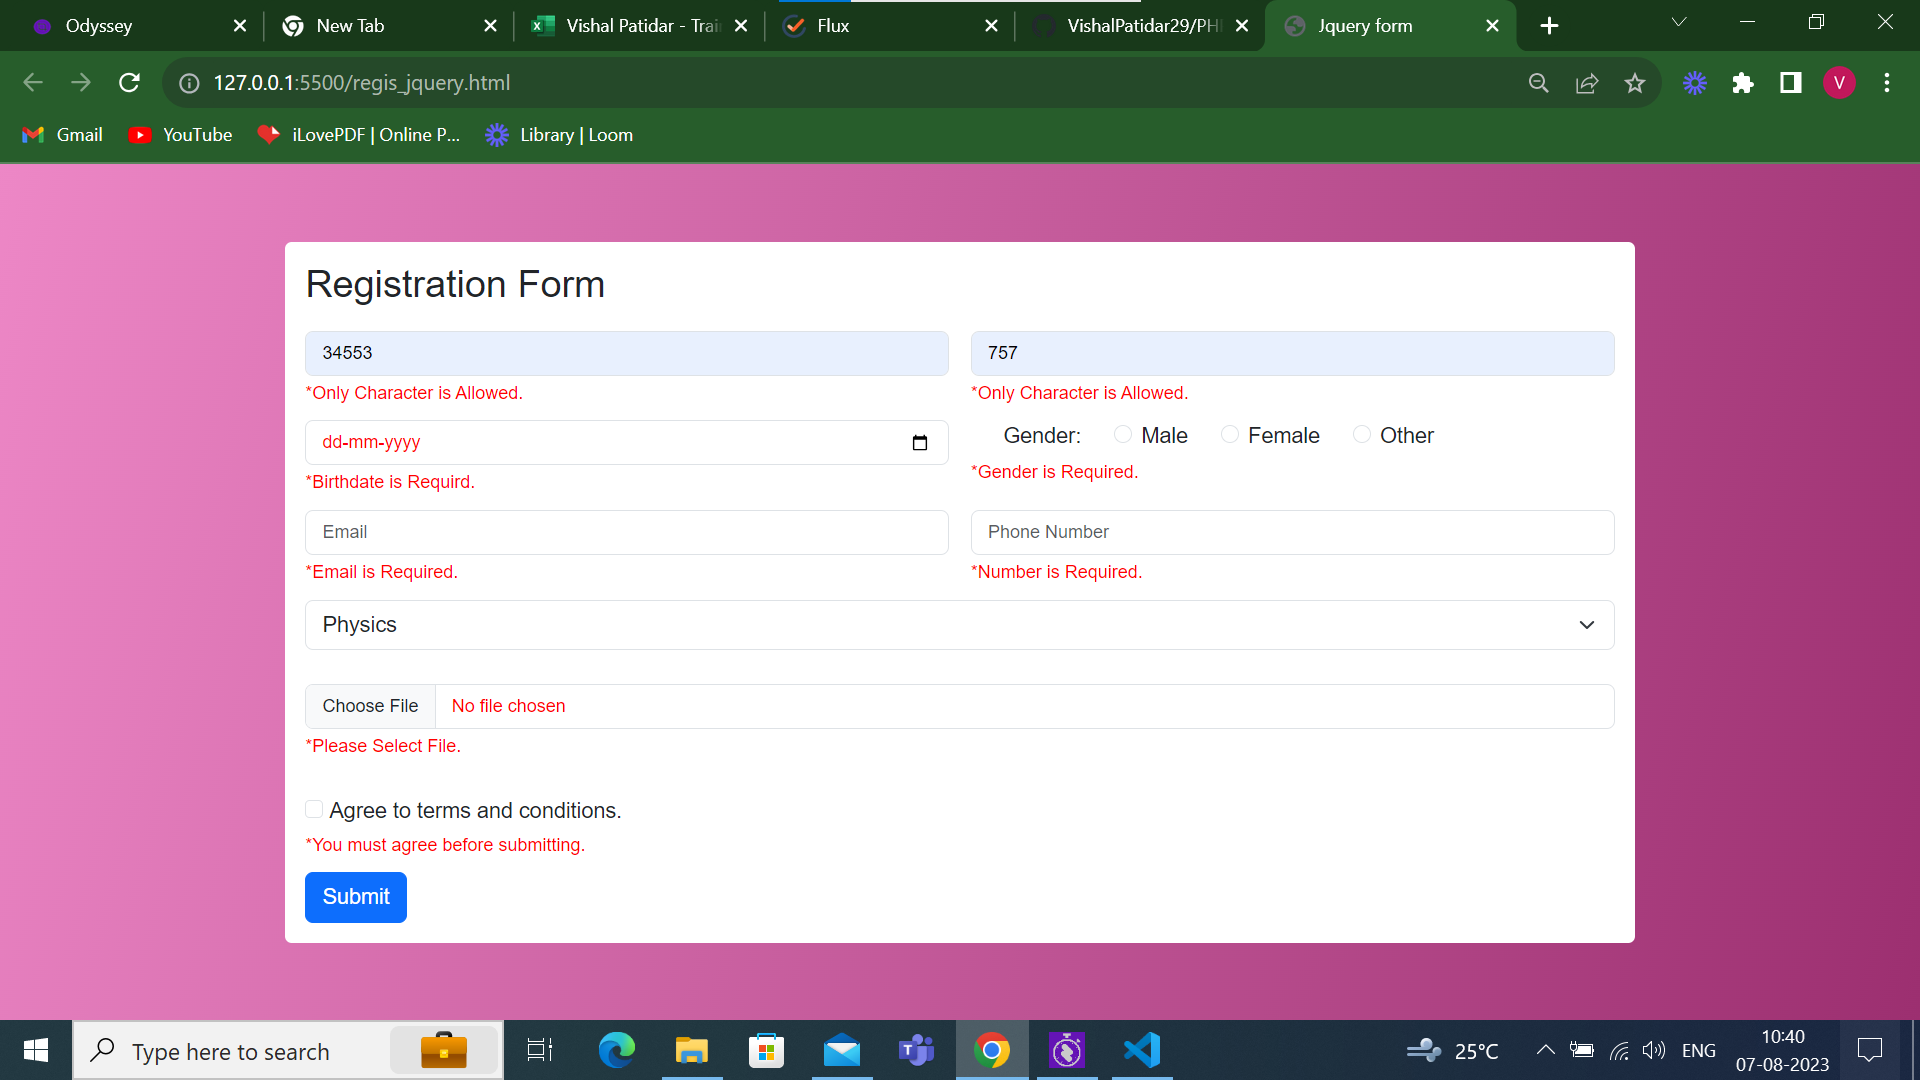 Odyssey
New Tab
Vishal Patidar - Trai
Flux
VishalPatidar29/PH
Jquery form
127.0.0.1:5500/regis_jquery.html
V
Gmail
YouTube
iLovePDF | Online P...
Library | Loom
Registration Form
34553
757
*Only Character is Allowed.
*Only Character is Allowed.
dd-mm-yyyy
Gender:
Male
Female
Other
*Birthdate is Requird.
*Gender is Required.
Email
Phone Number
*Email is Required.
*Number is Required.
Physics
Choose File
No file chosen
*Please Select File.
Agree to terms and conditions.
*You must agree before submitting.
Submit
Type here to search
25°C
ENG
10:40
07-08-2023